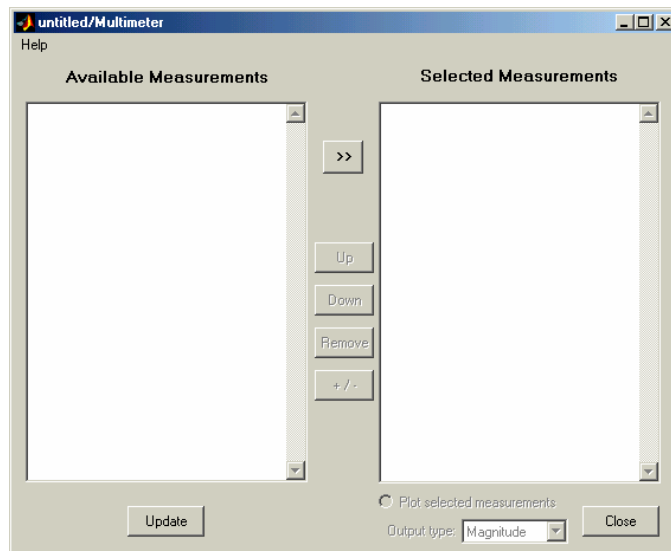 untitled/Multimeter
Help
Available Measurements
Selected Measurements
>>
Up
Down
Remove
+ / -
Plot selected measurements
Update
Output type: Magnitude
Close